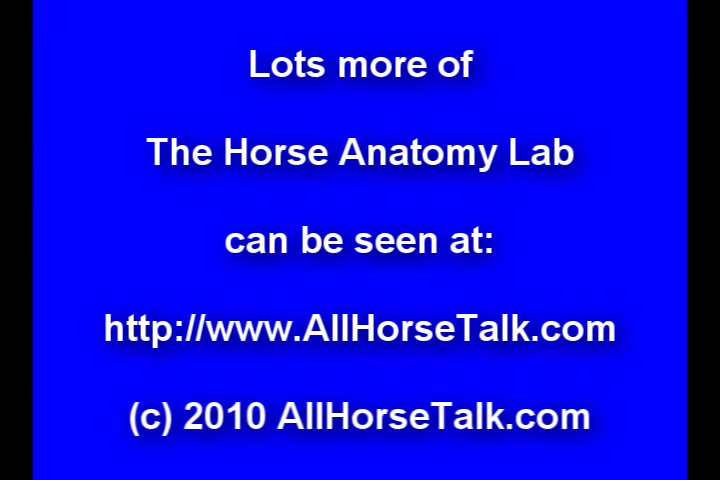 Lots more of
The Horse Anatomy Lab
can be seen at:
http://www.AllHorseTalk.com
(c) 2010 AllHorseTalk.com